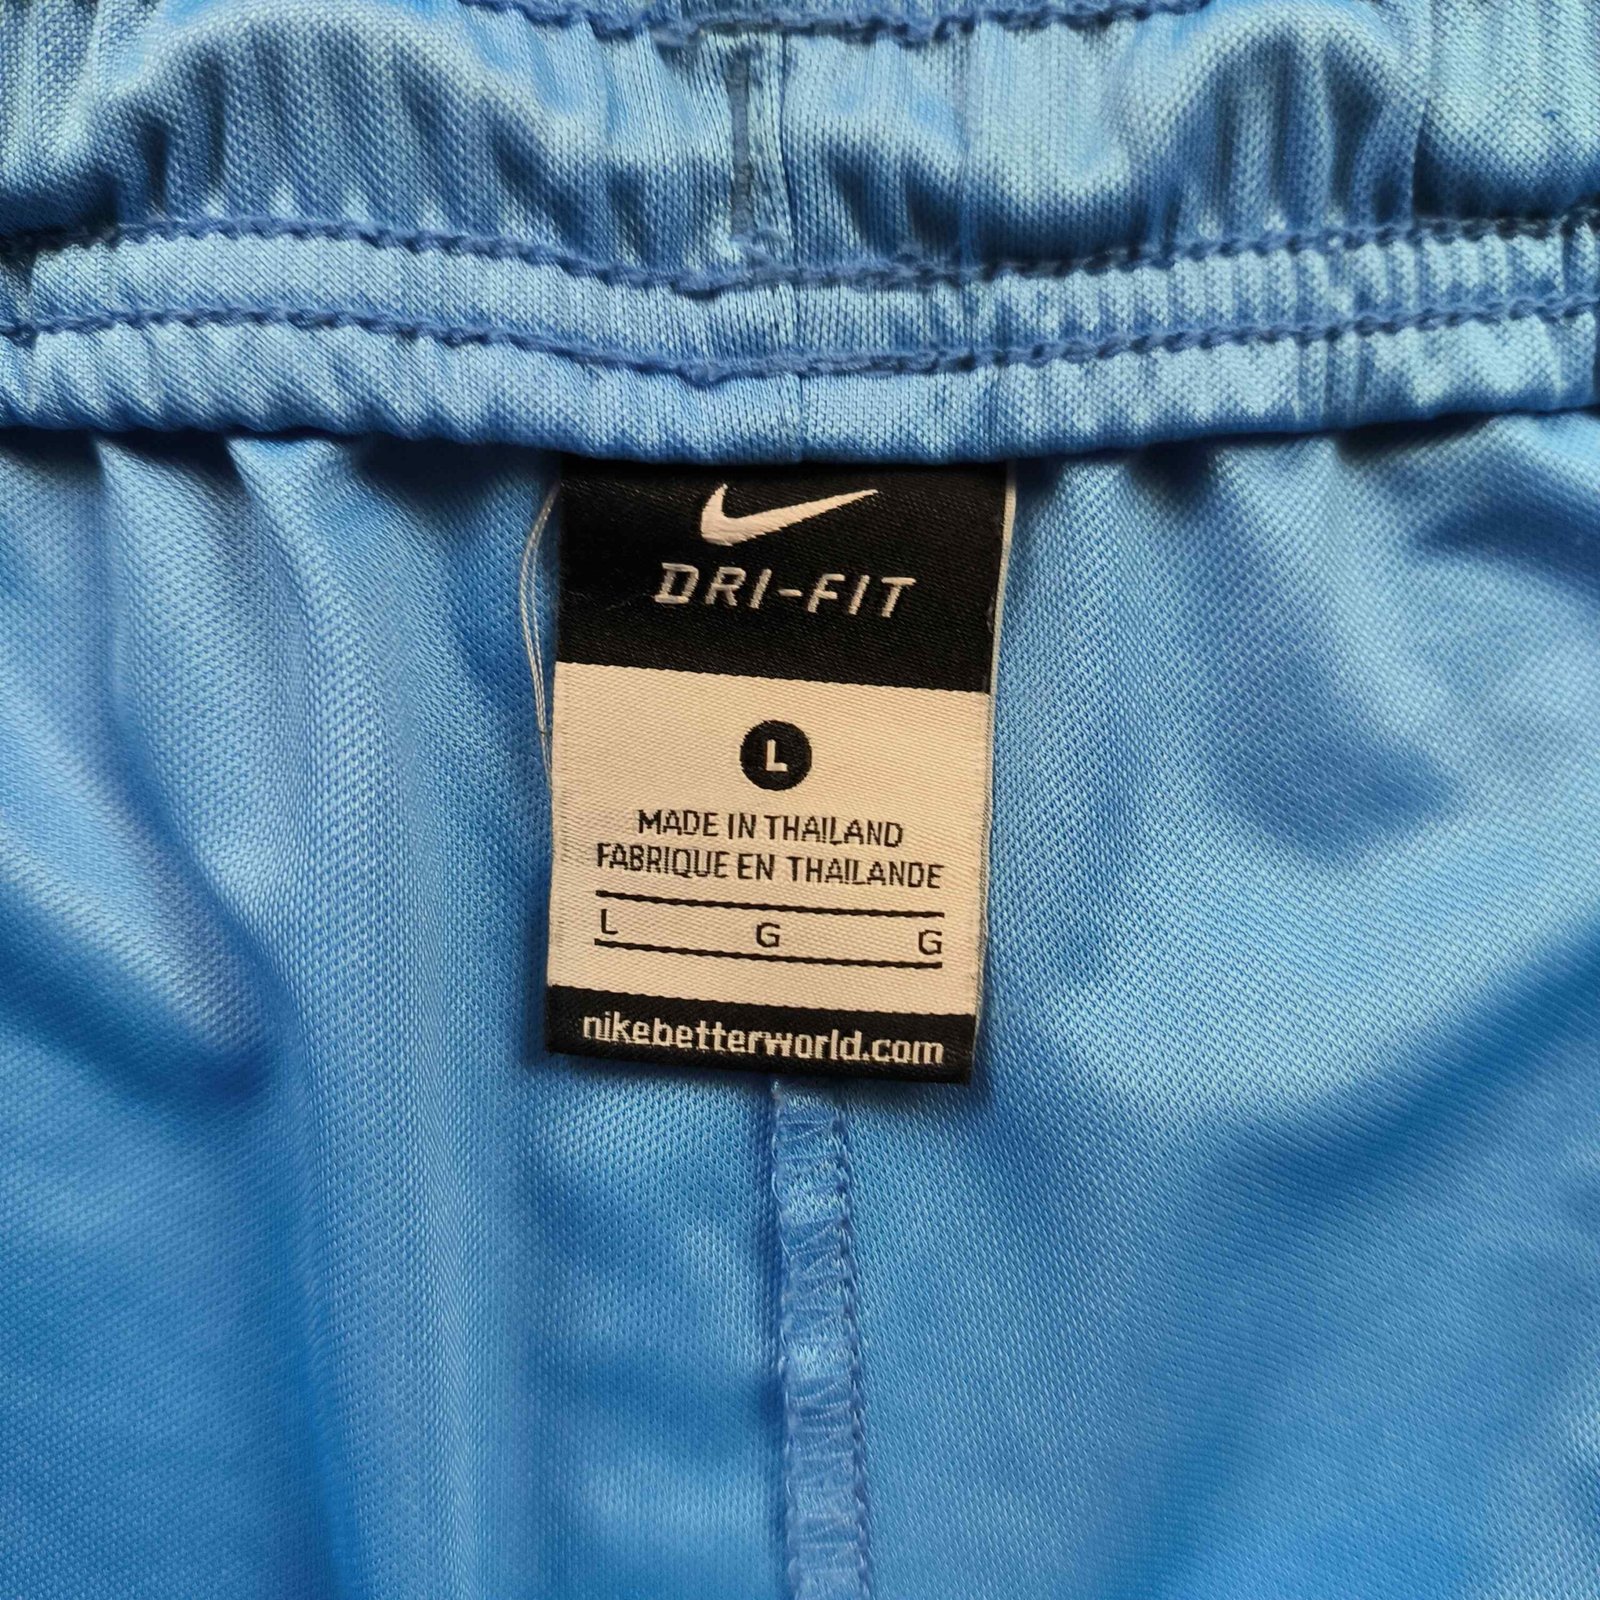 DRI-FIT
L
MADE IN THAILAND
FABRIQUE EN THAILANDE
L G G
nikebetterworld.com